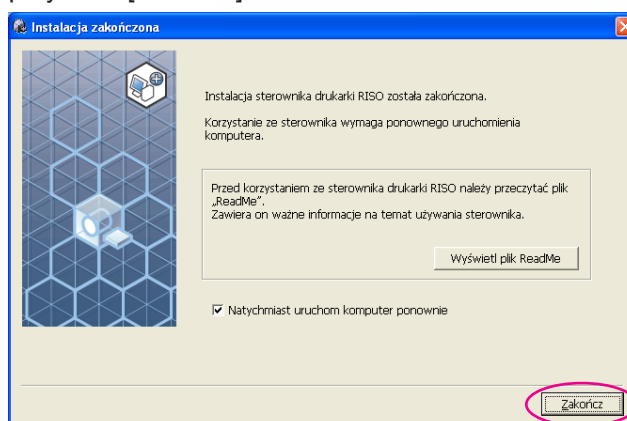 Instalacja zakończona
Instalacja sterownika drukarki RISO została zakończona.
Korzystanie ze sterownika wymaga ponownego uruchomienia
komputera.
Przed korzystaniem ze sterownika drukarki RISO należy przeczytać plik
„ReadMe”.
Zawiera on ważne informacje na temat używania sterownika.
Wyświetl plik ReadMe
Natychmiast uruchom komputer ponownie
Zakończ